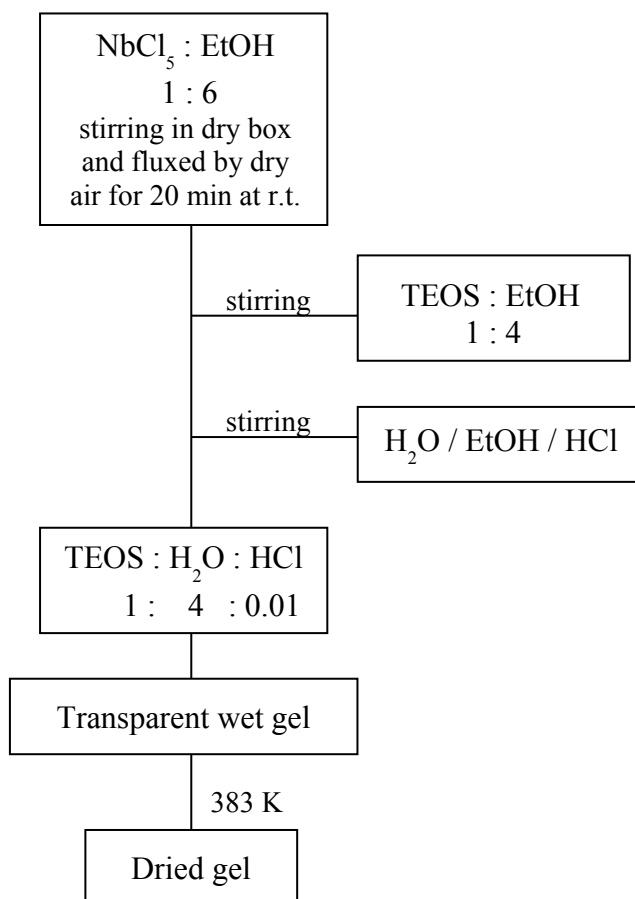 NbCl₅ : EtOH
1 : 6
stirring in dry box
and fluxed by dry
air for 20 min at r.t.
stirring
TEOS : EtOH
1 : 4
stirring
H₂O / EtOH / HCl
TEOS : H₂O : HCl
1 : 4 : 0.01
Transparent wet gel
383 K
Dried gel